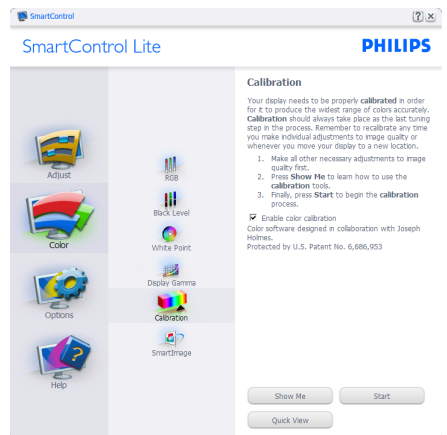 SmartControl
SmartControl Lite
PHILIPS
Adjust
Color
Options
Help
RGB
Black Level
White Point
Display Gamma
Calibration
SmartImage
Calibration
Your display needs to be properly calibrated in order
for it to produce the widest range of colors accurately.
Calibration should always take place as the last tuning
step in the process. Remember to recalibrate any time
you make individual adjustments to image quality or
whenever you move your display to a new location.
1. Make all other necessary adjustments to image
quality first.
2. Press Show Me to learn how to use the
calibration tools.
3. Finally, press Start to begin the calibration
process.
Enable color calibration
Color software designed in collaboration with Joseph
Holmes.
Protected by U.S. Patent No. 6,686,953
Show Me
Start
Quick View